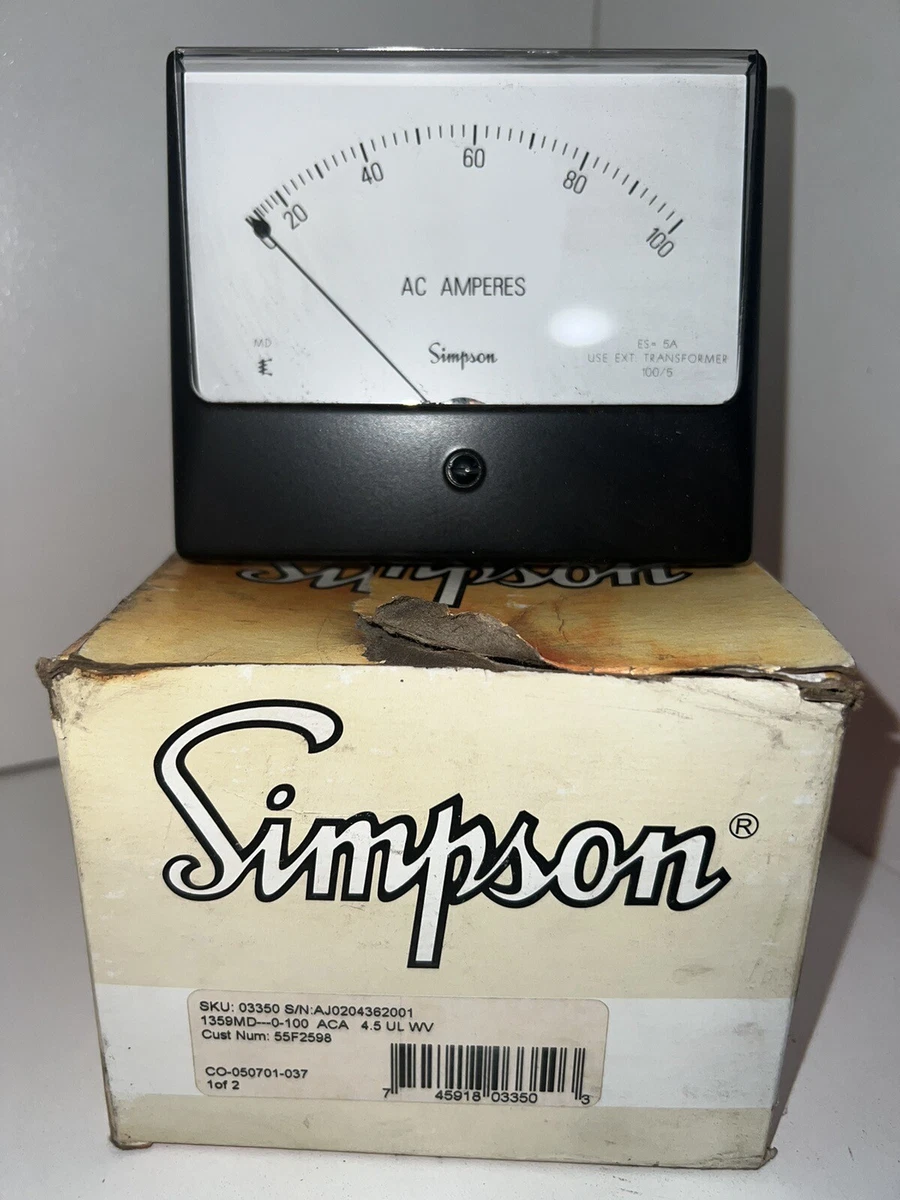 20 40 60 80 100
AC AMPERES
MD
Simpson
ES= 5A
USE EXT. TRANSFORMER
100/5
Simpson
Simpson®
SKU: 03350 S/N:AJ0204362001
1359MD---0-100 ACA 4.5 UL WV
Cust Num: 55F2598
CO-050701-037
1of 2
7 45918 03350 3